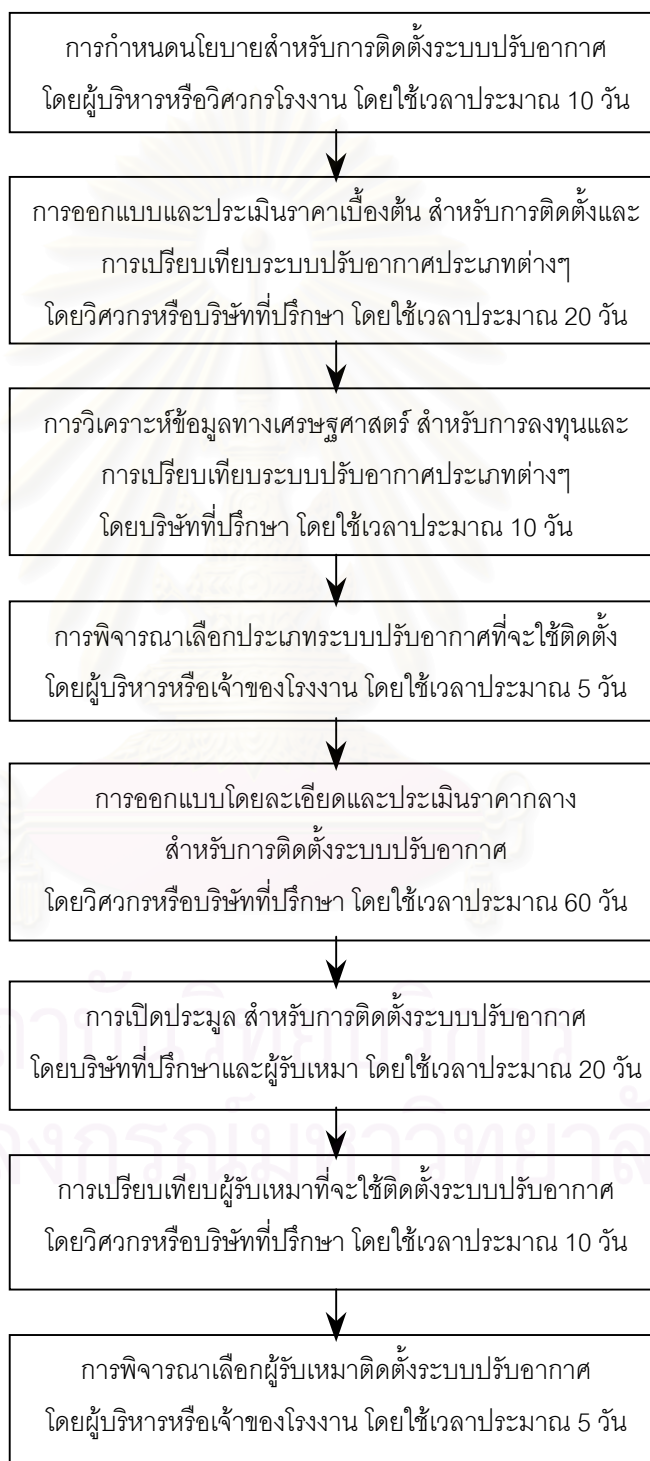 การกำหนดนโยบายสำหรับการติดตั้งระบบปรับอากาศ
โดยผู้บริหารหรือวิศวกรโรงงาน โดยใช้เวลาประมาณ 10 วัน
การออกแบบและประเมินราคาเบื้องต้น สำหรับการติดตั้งและ
การเปรียบเทียบระบบปรับอากาศประเภทต่างๆ
โดยวิศวกรหรือบริษัทที่ปรึกษา โดยใช้เวลาประมาณ 20 วัน
การวิเคราะห์ข้อมูลทางเศรษฐศาสตร์ สำหรับการลงทุนและ
การเปรียบเทียบระบบปรับอากาศประเภทต่างๆ
โดยบริษัทที่ปรึกษา โดยใช้เวลาประมาณ 10 วัน
การพิจารณาเลือกประเภทระบบปรับอากาศที่จะใช้ติดตั้ง
โดยผู้บริหารหรือเจ้าของโรงงาน โดยใช้เวลาประมาณ 5 วัน
การออกแบบโดยละเอียดและประเมินราคากลาง
สำหรับการติดตั้งระบบปรับอากาศ
โดยวิศวกรหรือบริษัทที่ปรึกษา โดยใช้เวลาประมาณ 60 วัน
การเปิดประมูล สำหรับการติดตั้งระบบปรับอากาศ
โดยบริษัทที่ปรึกษาและผู้รับเหมา โดยใช้เวลาประมาณ 20 วัน
การเปรียบเทียบผู้รับเหมาที่จะใช้ติดตั้งระบบปรับอากาศ
โดยวิศวกรหรือบริษัทที่ปรึกษา โดยใช้เวลาประมาณ 10 วัน
การพิจารณาเลือกผู้รับเหมาติดตั้งระบบปรับอากาศ
โดยผู้บริหารหรือเจ้าของโรงงาน โดยใช้เวลาประมาณ 5 วัน